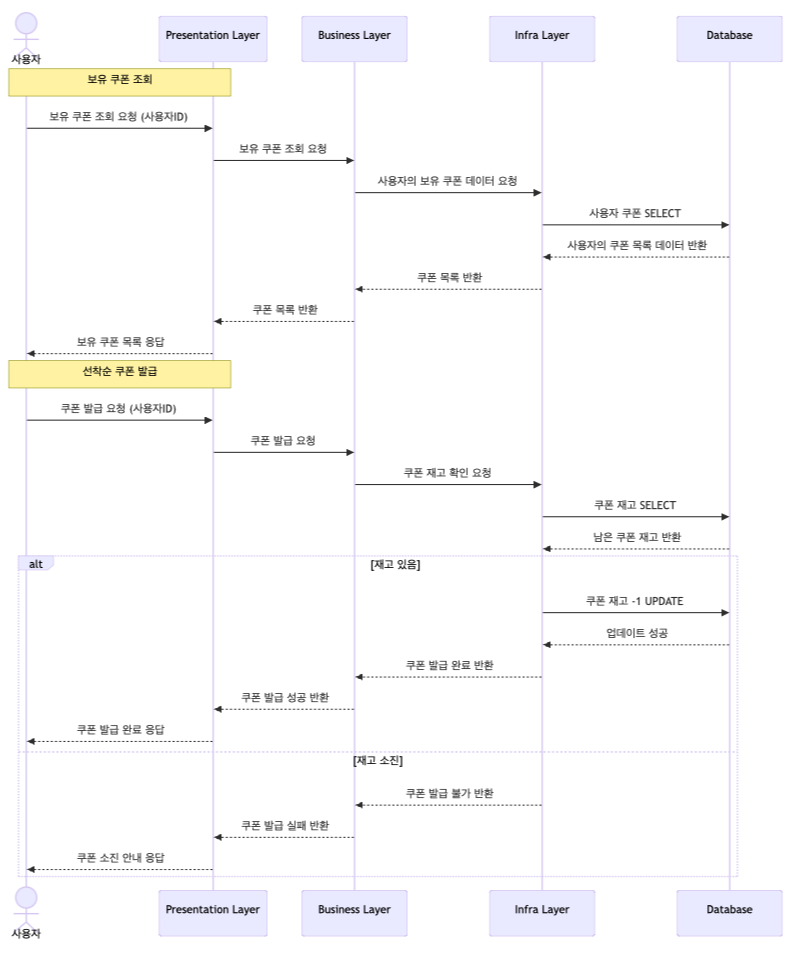 Presentation Layer
Business Layer
Infra Layer
Database
사용자
보유 쿠폰 조회
보유 쿠폰 조회 요청 (사용자ID)
보유 쿠폰 조회 요청
사용자의 보유 쿠폰 데이터 요청
사용자 쿠폰 SELECT
사용자의 쿠폰 목록 데이터 반환
쿠폰 목록 반환
쿠폰 목록 반환
보유 쿠폰 목록 응답
선착순 쿠폰 발급
쿠폰 발급 요청 (사용자ID)
쿠폰 발급 요청
쿠폰 재고 확인 요청
쿠폰 재고 SELECT
남은 쿠폰 재고 반환
alt
[재고 있음]
쿠폰 재고 -1 UPDATE
업데이트 성공
쿠폰 발급 완료 반환
쿠폰 발급 성공 반환
쿠폰 발급 완료 응답
[재고 소진]
쿠폰 발급 불가 반환
쿠폰 발급 실패 반환
쿠폰 소진 안내 응답
Presentation Layer
Business Layer
Infra Layer
Database
사용자